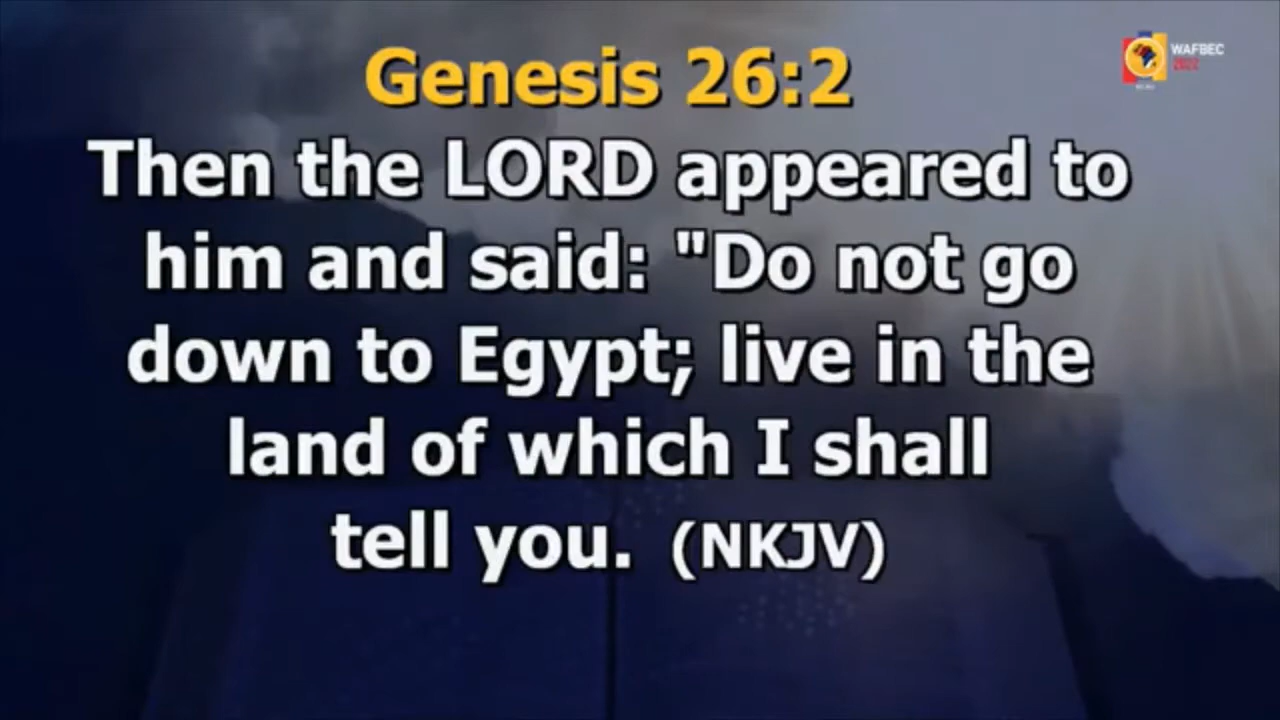 Genesis 26:2
WAFBEC
Then the LORD appeared to
him and said: "Do not go
down to Egypt; live in the
land of which I shall
tell you. (NKJV)